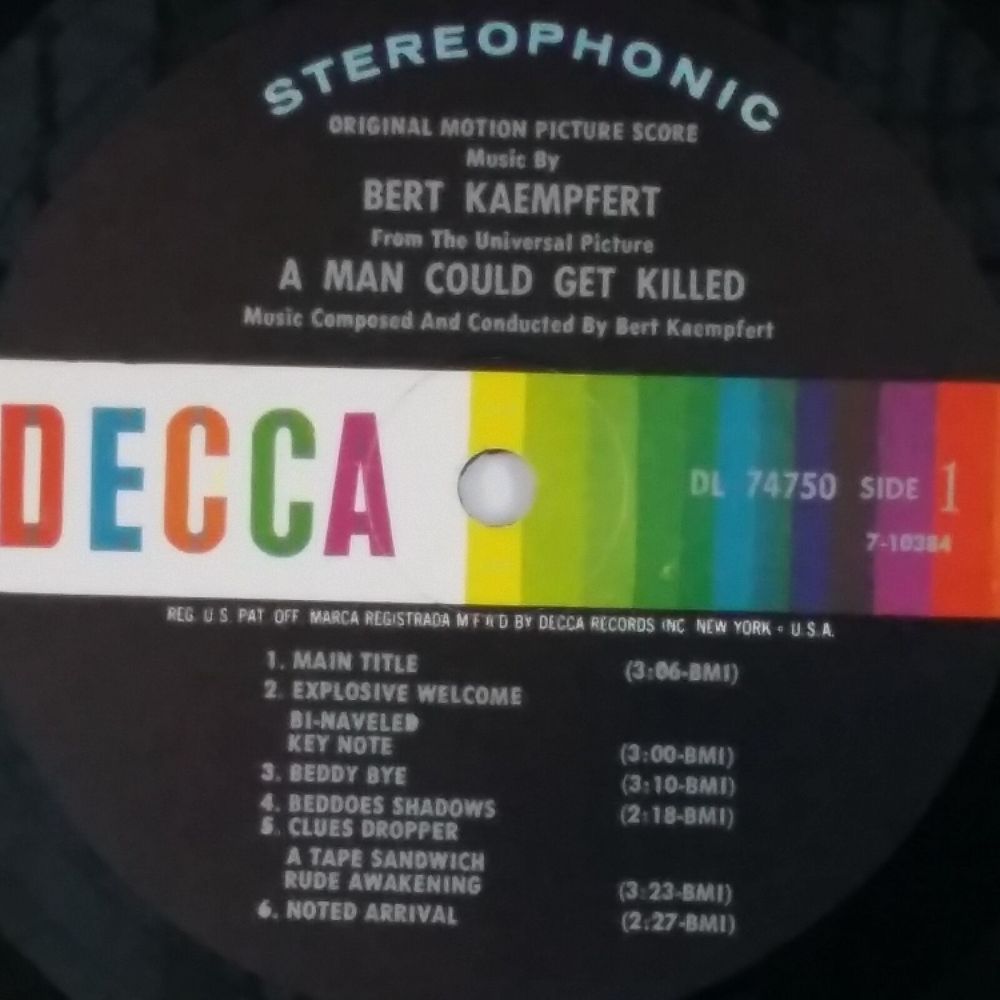 STEREOPHONIC
ORIGINAL MOTION PICTURE SCORE
Music By
BERT KAEMPFERT
From The Universal Picture
A MAN COULD GET KILLED
Music Composed And Conducted By Bert Kaempfert
DECCA
DL 74750 SIDE 1
7-10384
REG. U S PAT OFF MARCA REGISTRADA M F R D BY DECCA RECORDS INC NEW YORK • U.S.A.
1. MAIN TITLE (3:06-BMI)
2. EXPLOSIVE WELCOME
BI-NAVELED
KEY NOTE (3:00-BMI)
3. BEDDY BYE (3:10-BMI)
4. BEDDOES SHADOWS (2:18-BMI)
5. CLUES DROPPER
A TAPE SANDWICH
RUDE AWAKENING (3:23-BMI)
6. NOTED ARRIVAL (2:27-BMI)